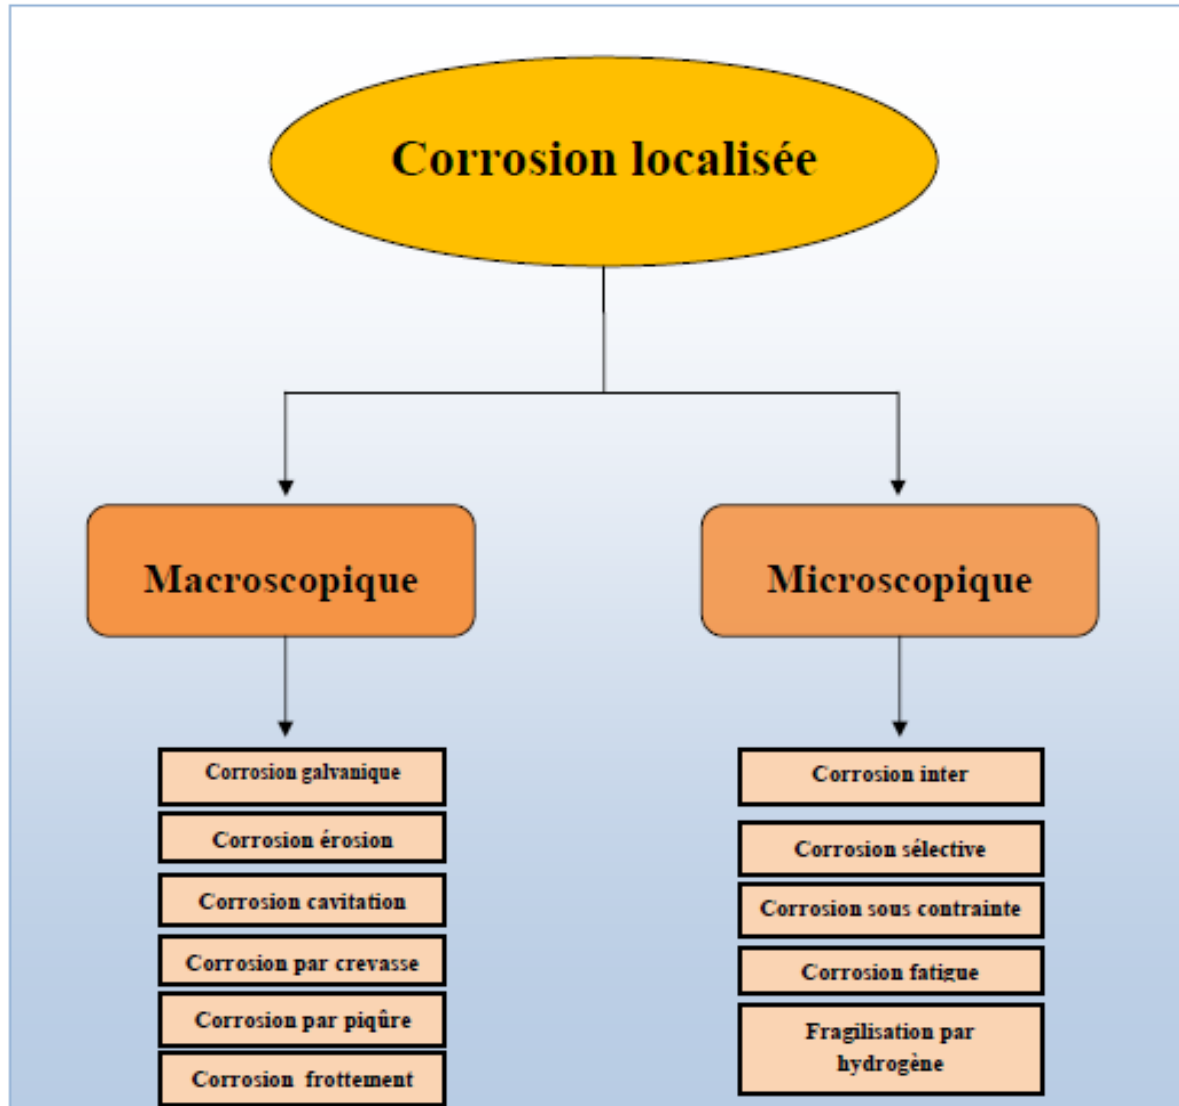 Corrosion localisée
Macroscopique
Microscopique
Corrosion galvanique
Corrosion érosion
Corrosion cavitation
Corrosion par crevasse
Corrosion par piqûre
Corrosion frottement
Corrosion inter
Corrosion sélective
Corrosion sous contrainte
Corrosion fatigue
Fragilisation par
hydrogène